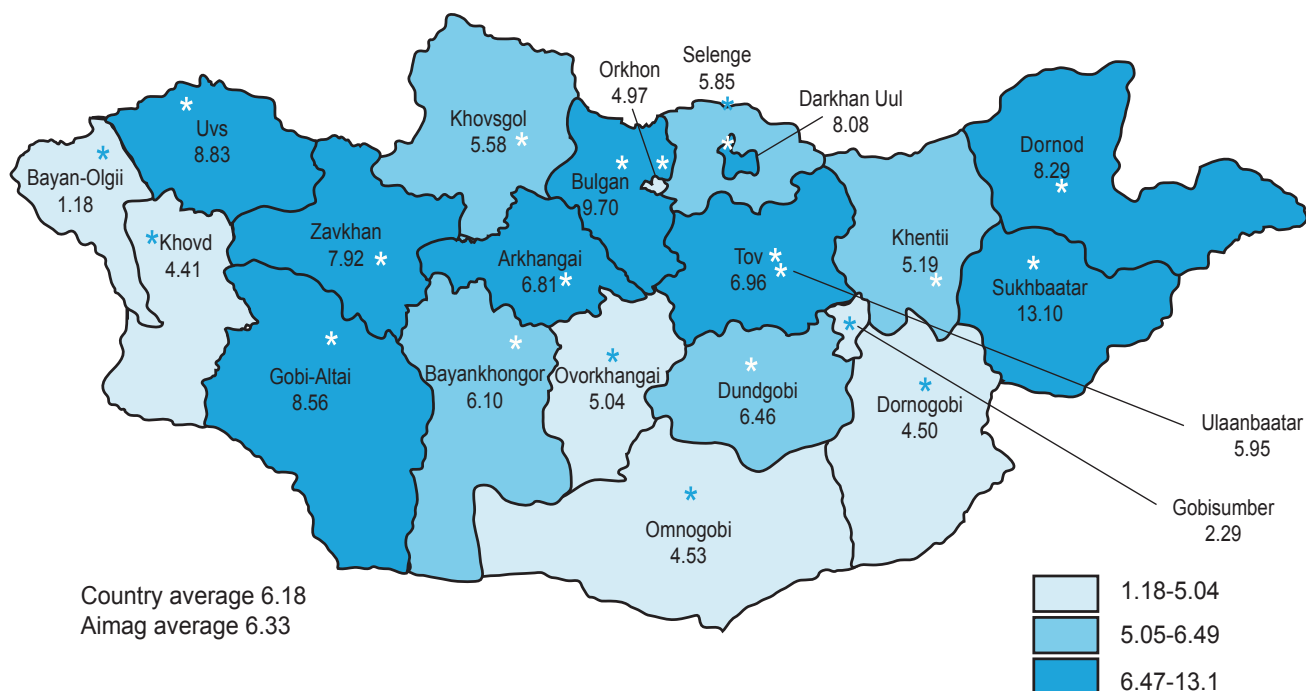 Selenge
5.85
Orkhon
4.97
Darkhan Uul
8.08
Khovsgol
5.58
Uvs
8.83
Dornod
8.29
Bayan-Olgii
1.18
Bulgan
9.70
Khovd
4.41
Zavkhan
7.92
Arkhangai
6.81
Tov
6.96
Khentii
5.19
Sukhbaatar
13.10
Gobi-Altai
8.56
Bayankhongor
6.10
Ovorkhangai
5.04
Dundgobi
6.46
Dornogobi
4.50
Ulaanbaatar
5.95
Gobisumber
2.29
Omnogobi
4.53
Country average 6.18
Aimag average 6.33
1.18-5.04
5.05-6.49
6.47-13.1